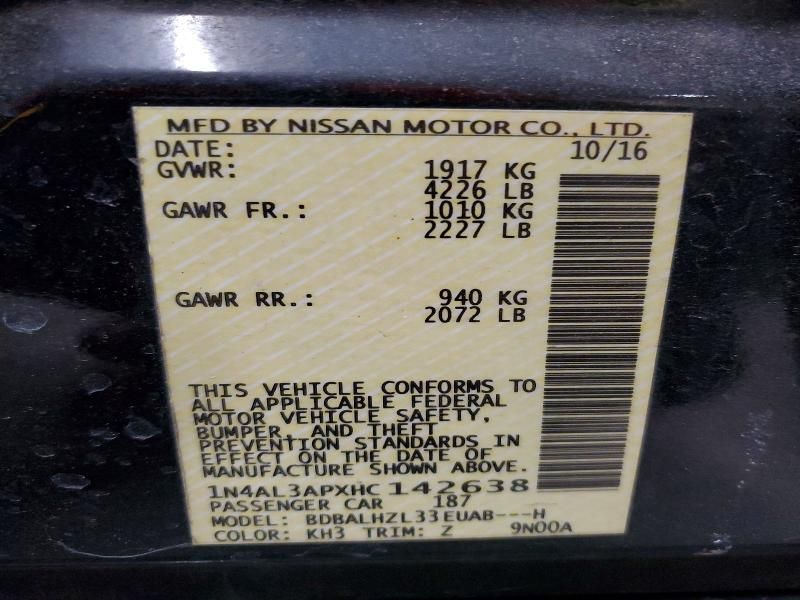 MFD BY NISSAN MOTOR CO., LTD.
DATE: 10/16
GVWR: 1917 KG
4226 LB
GAWR FR.: 1010 KG
2227 LB
GAWR RR.: 940 KG
2072 LB
THIS VEHICLE CONFORMS TO
ALL APPLICABLE FEDERAL
MOTOR VEHICLE SAFETY,
BUMPER, AND THEFT
PREVENTION STANDARDS IN
EFFECT ON THE DATE OF
MANUFACTURE SHOWN ABOVE.
1N4AL3APXHC142638
PASSENGER CAR 187
MODEL: BDBALHZL33EUAB---H
COLOR: KH3 TRIM: Z 9N00A